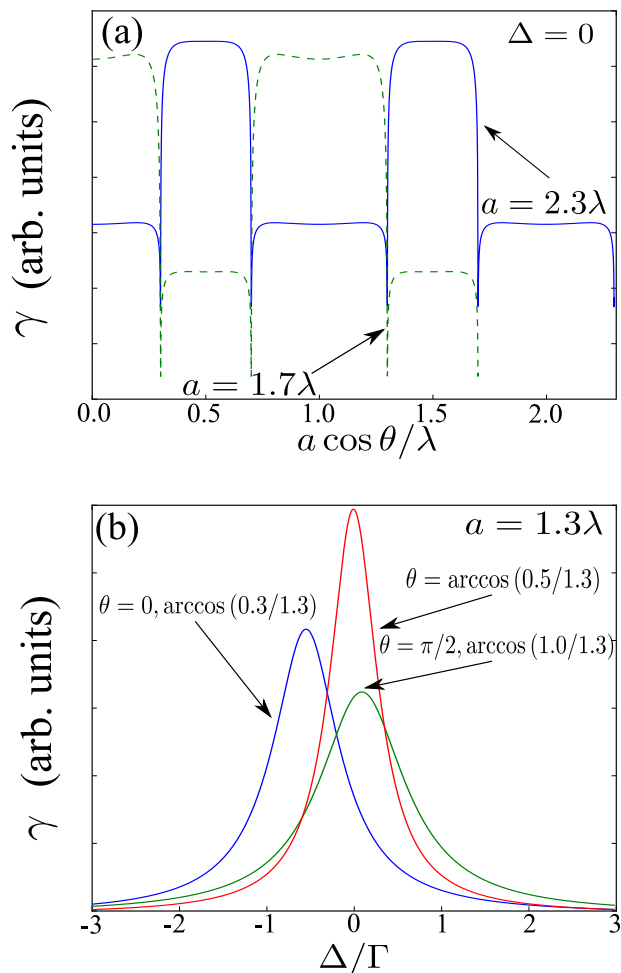 (a)
Δ = 0
γ (arb. units)
a = 2.3λ
a = 1.7λ
0.0 0.5 1.0 1.5 2.0
a cos θ/λ
(b)
a = 1.3λ
θ = arccos (0.5/1.3)
θ = 0, arccos (0.3/1.3)
θ = π/2, arccos (1.0/1.3)
γ (arb. units)
-3 -2 -1 0 1 2 3
Δ/Γ